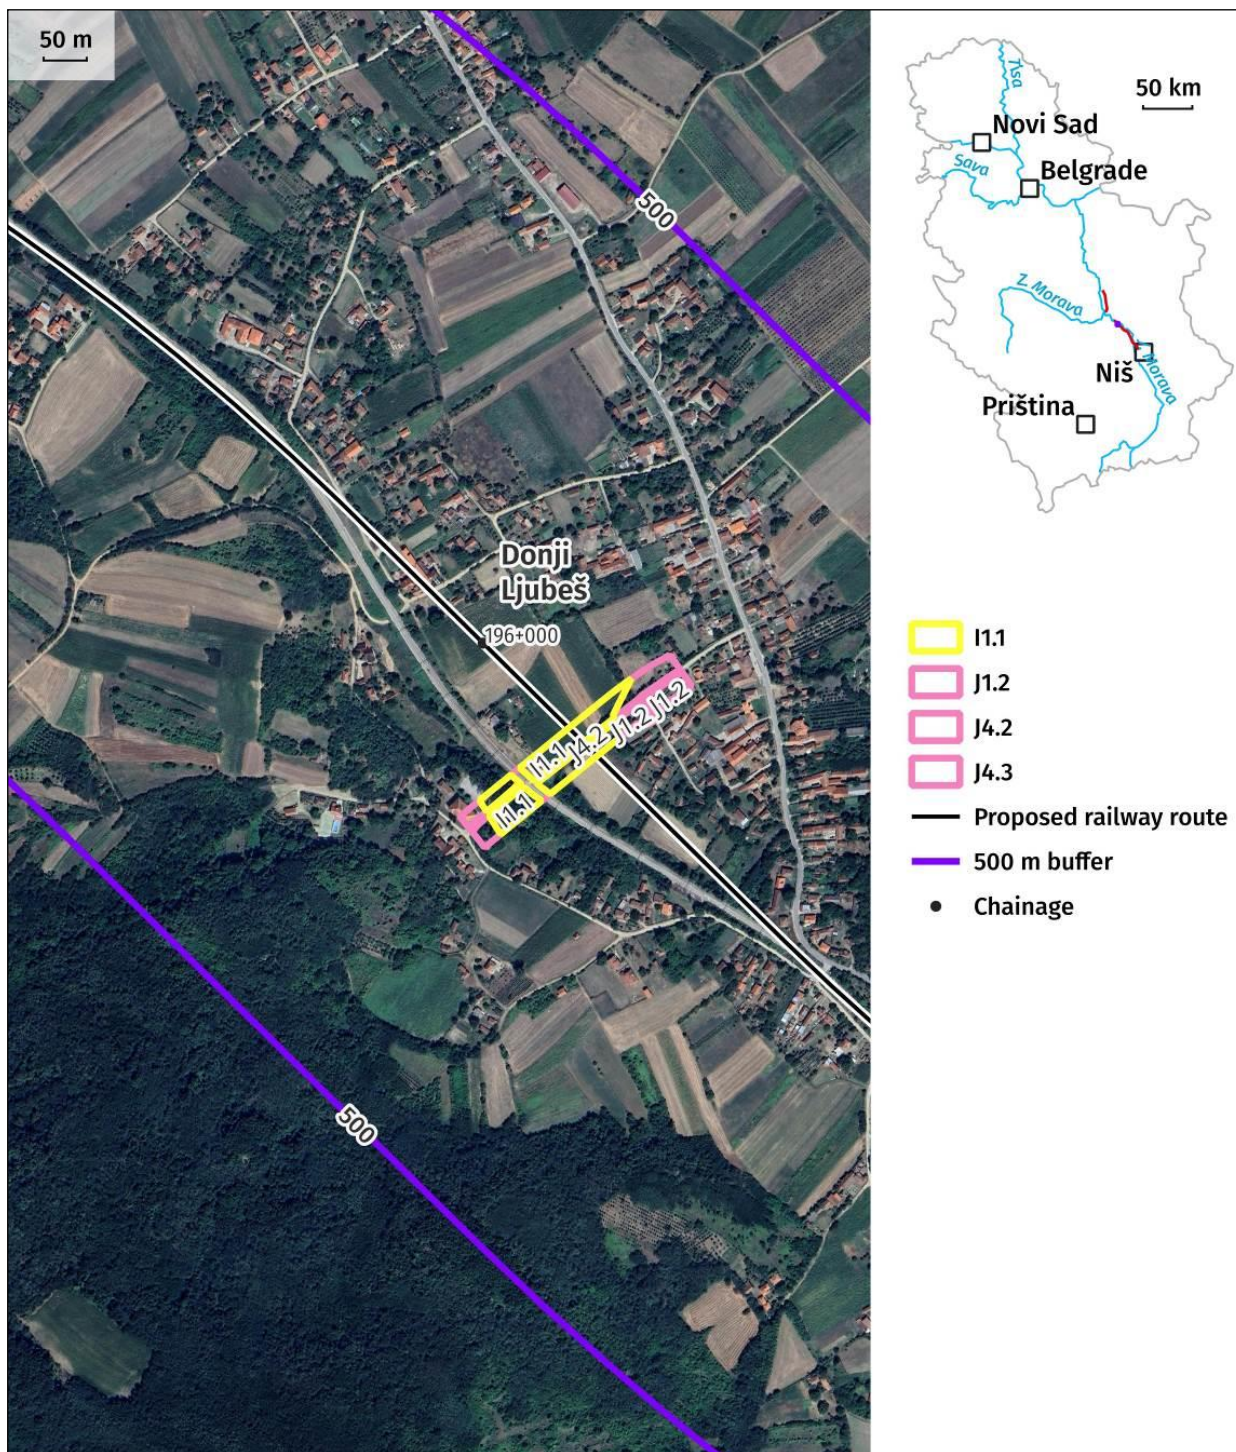 50 m
500
Donji
Ljubeš
196+000
I1.1
J4.2
J1.2
J1.2
I1.1
500
Tisa
50 km
Novi Sad
Sava
Belgrade
Z. Morava
Niš
Morava
Priština
I1.1
J1.2
J4.2
J4.3
Proposed railway route
500 m buffer
Chainage